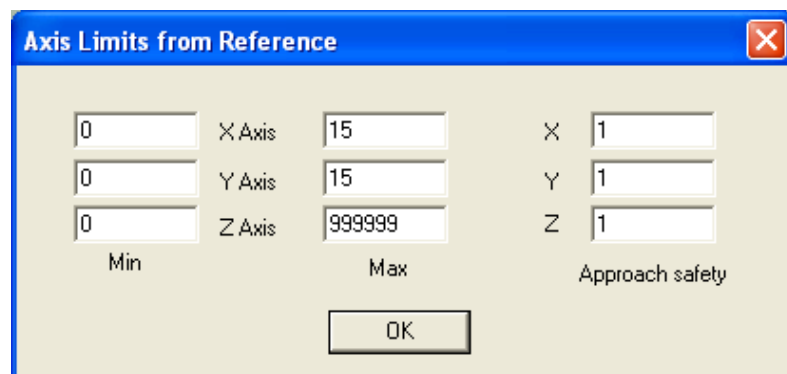 Axis Limits from Reference
0 X Axis 15 X 1
0 Y Axis 15 Y 1
0 Z Axis 999999 Z 1
Min Max Approach safety
OK